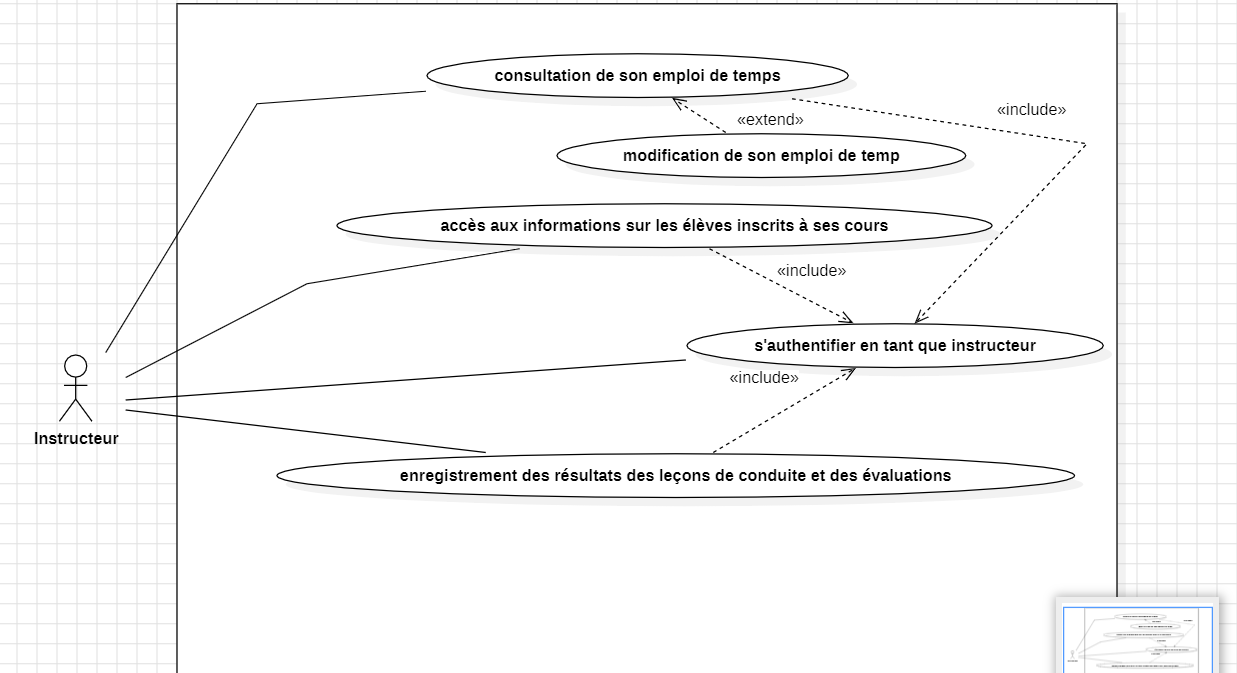 consultation de son emploi de temps
«include»
«extend»
modification de son emploi de temp
accès aux informations sur les élèves inscrits à ses cours
«include»
s'authentifier en tant que instructeur
«include»
Instructeur
enregistrement des résultats des leçons de conduite et des évaluations